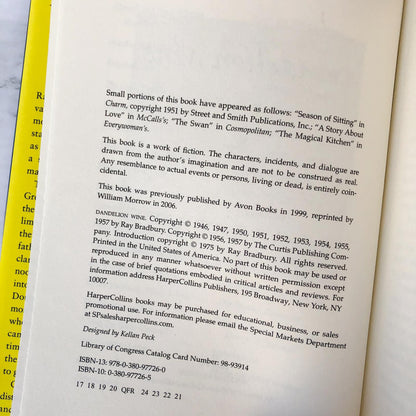 Small portions of this book have appeared as follows: "Season of Sitting" in
Charm, copyright 1951 by Street and Smith Publications, Inc.; "A Story About
Love" in McCalls's; "The Swan" in Cosmopolitan; "The Magical Kitchen" in
Everywoman's.
This book is a work of fiction. The characters, incidents, and dialogue are
drawn from the author's imagination and are not to be construed as real.
Any resemblance to actual events or persons, living or dead, is entirely coin-
cidental.
This book was previously published by Avon Books in 1999, reprinted by
William Morrow in 2006.
DANDELION WINE. Copyright © 1946, 1947, 1950, 1951, 1952, 1953, 1954, 1955,
1957 by Ray Bradbury. Copyright © 1956, 1957 by The Curtis Publishing Com-
pany. Introduction copyright © 1975 by Ray Bradbury. All rights reserved.
Printed in the United States of America. No part of this book may be used or
reproduced in any manner whatsoever without written permission except
in the case of brief quotations embodied in critical articles and reviews. For
information address HarperCollins Publishers, 195 Broadway, New York, NY
10007.
HarperCollins books may be purchased for educational, business, or sales
promotional use. For information please email the Special Markets Department
at SPsalesharpercollins.com.
Designed by Kellan Peck
Library of Congress Catalog Card Number: 98-93914
ISBN-13: 978-0-380-97726-0
ISBN-10: 0-380-97726-5
17 18 19 20 QFR 24 23 22 21